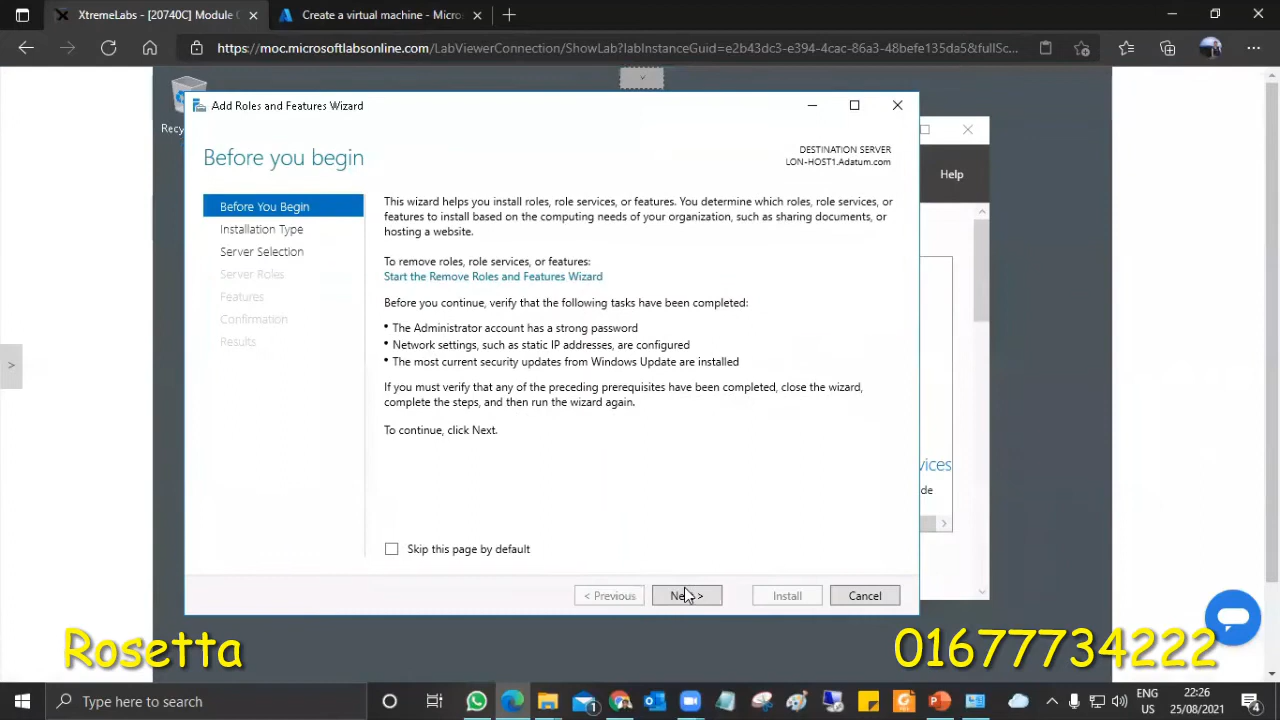 XtremeLabs - [20740C] Module (
Create a virtual machine - Micro
https://moc.microsoftlabsonline.com/LabViewerConnection/ShowLab?labInstanceGuid=e2b43dc3-e394-4cac-86a3-48befe135da5&fullSc...
Recy
Add Roles and Features Wizard
Before you begin
DESTINATION SERVER
LON-HOST1.Adatum.com
Help
Before You Begin
Installation Type
Server Selection
Server Roles
Features
Confirmation
Results
This wizard helps you install roles, role services, or features. You determine which roles, role services, or
features to install based on the computing needs of your organization, such as sharing documents, or
hosting a website.
To remove roles, role services, or features:
Start the Remove Roles and Features Wizard
Before you continue, verify that the following tasks have been completed:
• The Administrator account has a strong password
• Network settings, such as static IP addresses, are configured
• The most current security updates from Windows Update are installed
If you must verify that any of the preceding prerequisites have been completed, close the wizard,
complete the steps, and then run the wizard again.
To continue, click Next.
vices
de
Skip this page by default
< Previous
Next >
Install
Cancel
Rosetta
01677734222
Type here to search
ENG
US
22:26
25/08/2021
1
4